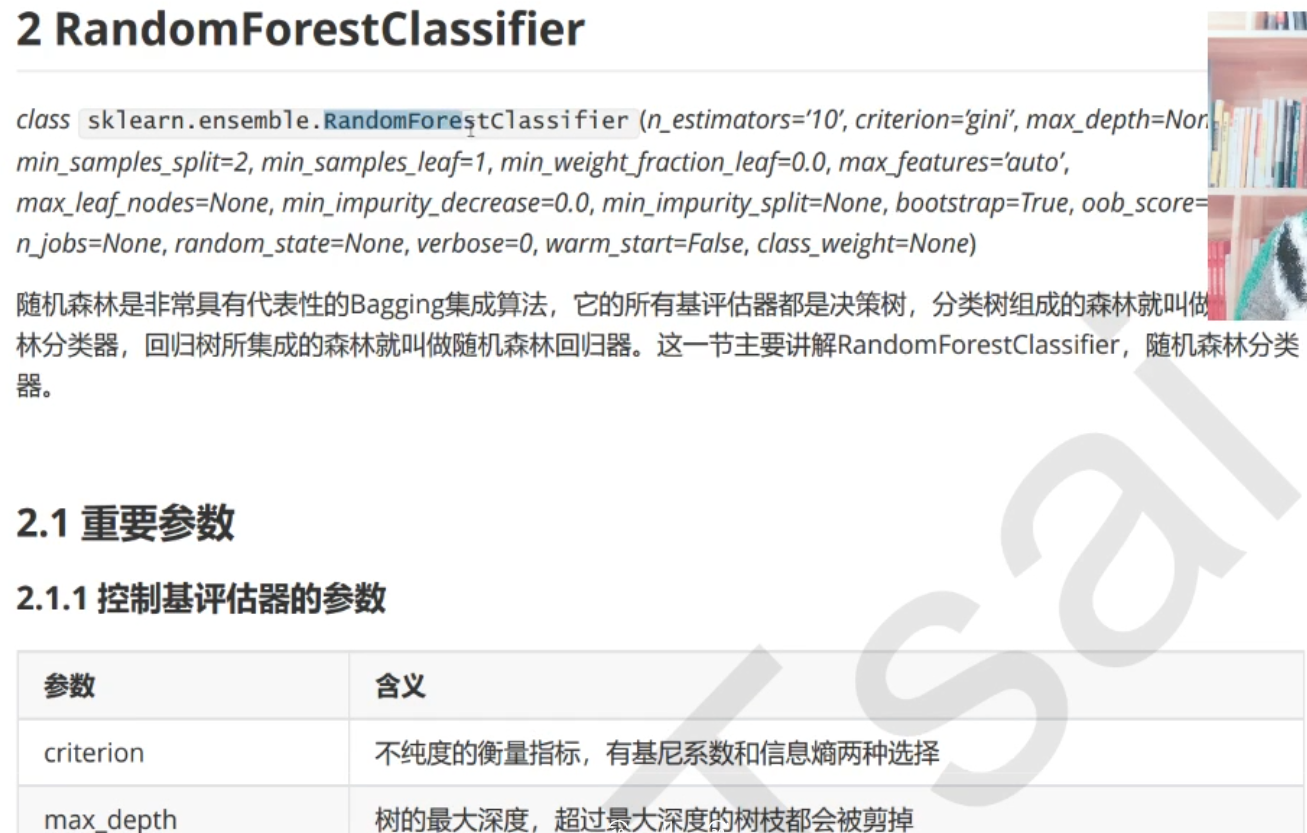 2 RandomForestClassifier
class sklearn.ensemble.RandomForestClassifier (n_estimators=’10’, criterion=’gini’, max_depth=Non
min_samples_split=2, min_samples_leaf=1, min_weight_fraction_leaf=0.0, max_features=’auto’,
max_leaf_nodes=None, min_impurity_decrease=0.0, min_impurity_split=None, bootstrap=True, oob_score=
n_jobs=None, random_state=None, verbose=0, warm_start=False, class_weight=None)
随机森林是非常具有代表性的Bagging集成算法，它的所有基评估器都是决策树，分类树组成的森林就叫做
林分类器，回归树所集成的森林就叫做随机森林回归器。这一节主要讲解RandomForestClassifier，随机森林分类
器。
2.1 重要参数
2.1.1 控制基评估器的参数
参数 含义
criterion 不纯度的衡量指标，有基尼系数和信息熵两种选择
max_depth 树的最大深度，超过最大深度的树枝都会被剪掉
Tsai